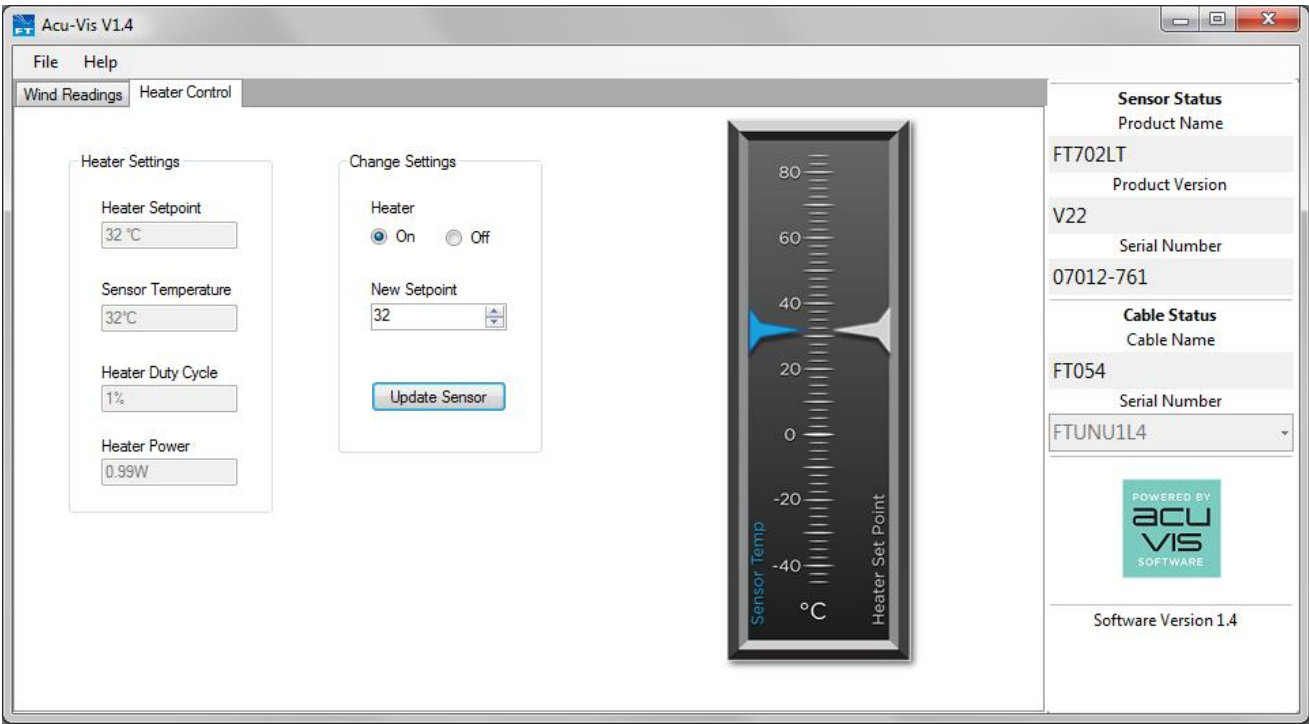 FT
Acu-Vis V1.4
File Help
Wind Readings Heater Control
Heater Settings
Heater Setpoint
32 °C
Sensor Temperature
32°C
Heater Duty Cycle
1%
Heater Power
0.99W
Change Settings
Heater
On Off
New Setpoint
32
Update Sensor
80
60
40
20
0
-20
-40
°C
Sensor Temp
Heater Set Point
Sensor Status
Product Name
FT702LT
Product Version
V22
Serial Number
07012-761
Cable Status
Cable Name
FT054
Serial Number
FTUNU1L4
POWERED BY
acu
VIS
SOFTWARE
Software Version 1.4